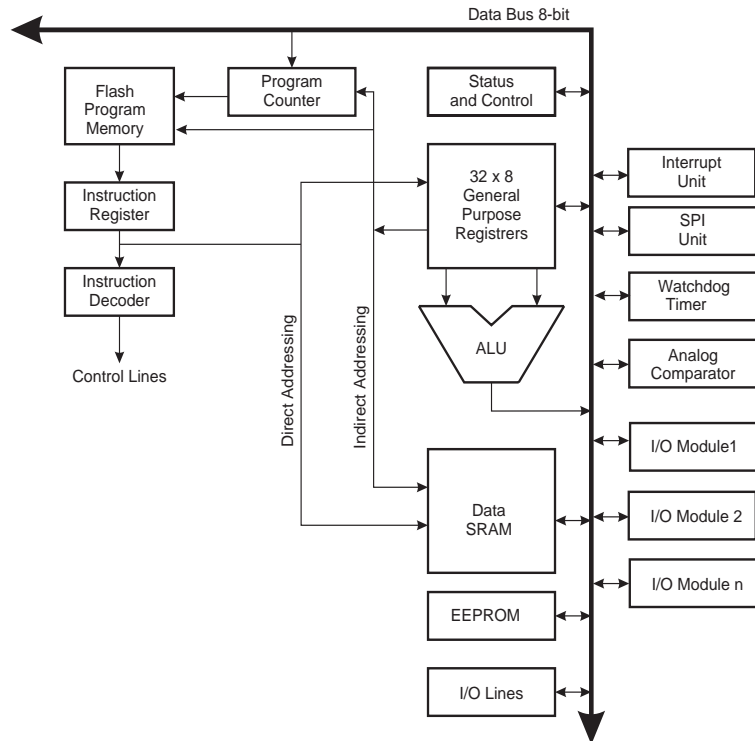 Data Bus 8-bit
Flash
Program
Memory
Program
Counter
Status
and Control
Instruction
Register
32 x 8
General
Purpose
Registrers
Interrupt
Unit
SPI
Unit
Instruction
Decoder
Watchdog
Timer
ALU
Analog
Comparator
Control Lines
Direct Addressing
Indirect Addressing
I/O Module1
Data
SRAM
I/O Module 2
I/O Module n
EEPROM
I/O Lines